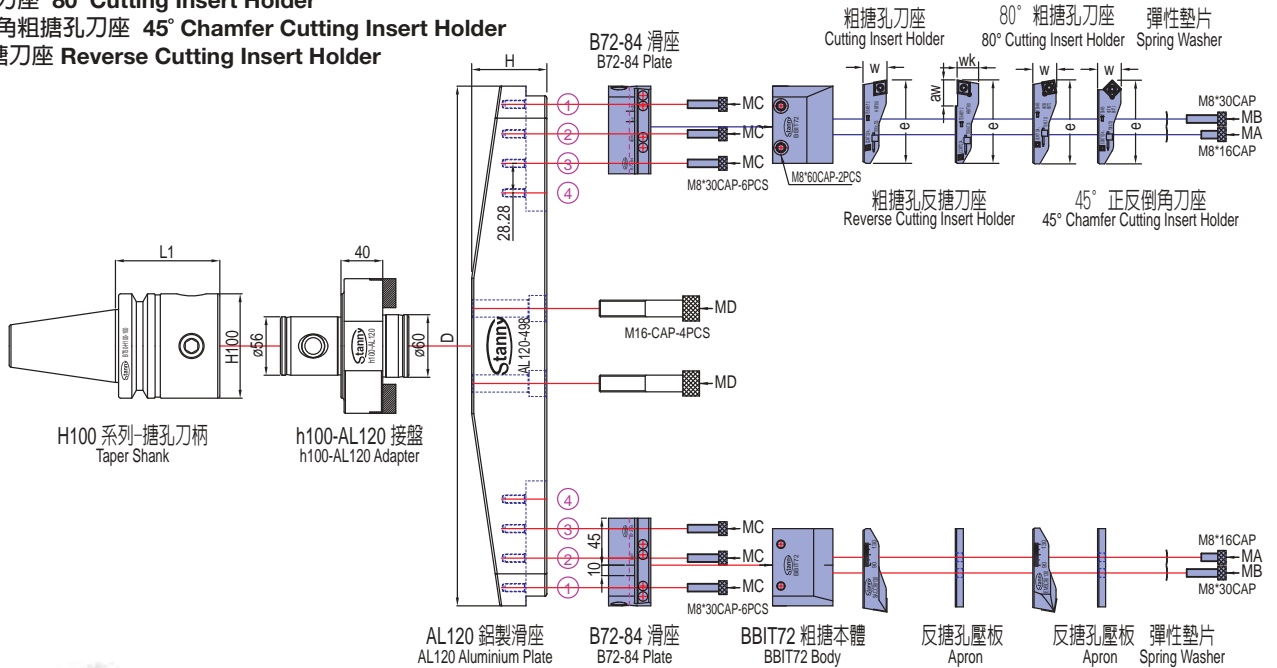 刀座 80° Cutting Insert Holder
角粗搪孔刀座 45° Chamfer Cutting Insert Holder
刀座 Reverse Cutting Insert Holder
H
B72-84 滑座
B72-84 Plate
粗搪孔刀座
Cutting Insert Holder
80° 粗搪孔刀座
80° Cutting Insert Holder
彈性墊片
Spring Washer
w
wk
w
w
aw
e
e
e
e
①
②
③
④
MC
MC
MC
M8*30CAP-6PCS
28.28
Stanny
BBIT72
M8*60CAP-2PCS
M8*30CAP
MB
MA
M8*16CAP
粗搪孔反搪刀座
Reverse Cutting Insert Holder
45° 正反倒角刀座
45° Chamfer Cutting Insert Holder
L1
40
H100
ø56
Stanny
h100-AL120
ø60
D
Stanny
AL120-498
MD
M16-CAP-4PCS
MD
H100 系列-搪孔刀柄
Taper Shank
h100-AL120 接盤
h100-AL120 Adapter
④
③
②
①
45
10
MC
MC
MC
M8*30CAP-6PCS
Stanny
BBIT72
M8*16CAP
MA
MB
M8*30CAP
AL120 鋁製滑座
AL120 Aluminium Plate
B72-84 滑座
B72-84 Plate
BBIT72 粗搪本體
BBIT72 Body
反搪孔壓板
Apron
反搪孔壓板
Apron
彈性墊片
Spring Washer